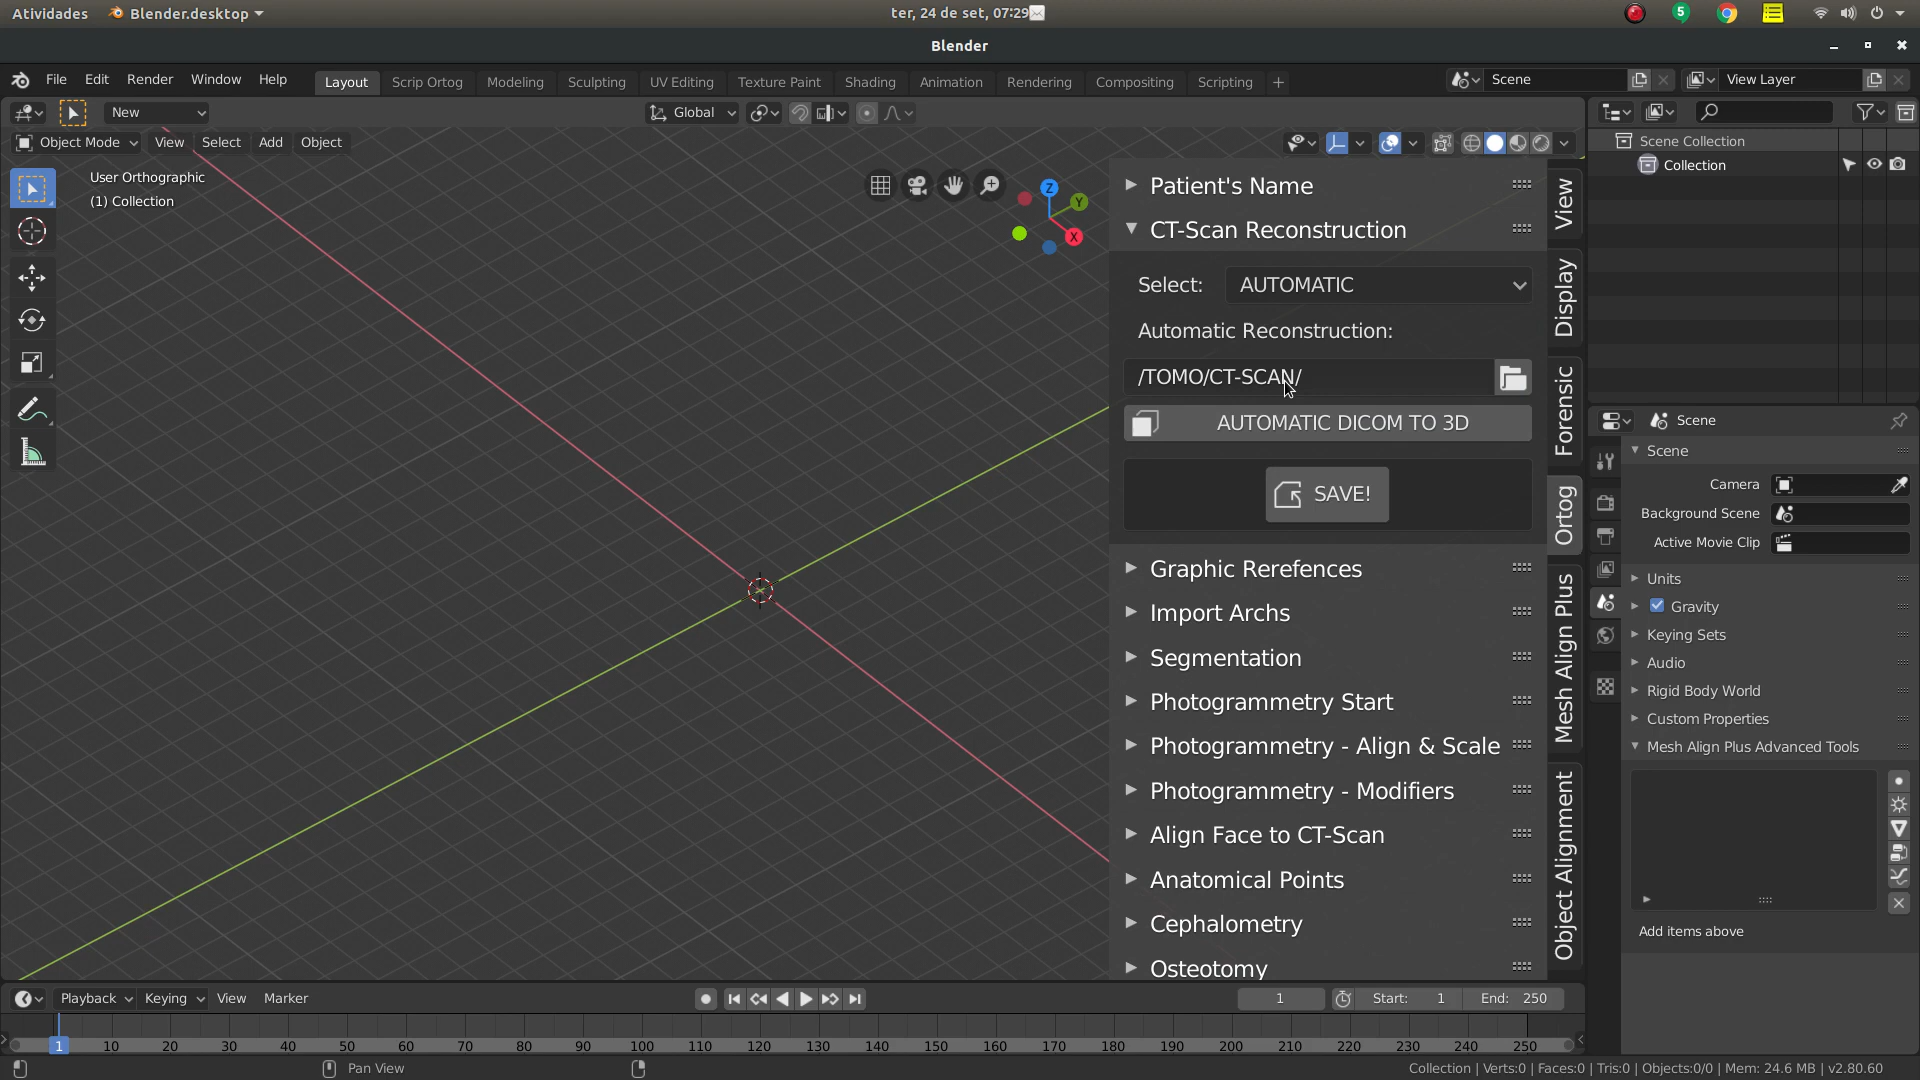 Atividades
Blender.desktop
ter, 24 de set, 07:29
5
Blender
File Edit Render Window Help
Layout Scrip Ortog Modeling Sculpting UV Editing Texture Paint Shading Animation Rendering Compositing Scripting +
Scene
View Layer
New
Global
Object Mode View Select Add Object
User Orthographic
(1) Collection
Z
Y
X
Patient's Name
CT-Scan Reconstruction
Select: AUTOMATIC
Automatic Reconstruction:
/TOMO/CT-SCAN/
AUTOMATIC DICOM TO 3D
SAVE!
Graphic Rerefences
Import Archs
Segmentation
Photogrammetry Start
Photogrammetry - Align & Scale
Photogrammetry - Modifiers
Align Face to CT-Scan
Anatomical Points
Cephalometry
Osteotomy
View
Display
Forensic
Ortog
Mesh Align Plus
Object Alignment
Scene Collection
Collection
Scene
Scene
Camera
Background Scene
Active Movie Clip
Units
Gravity
Keying Sets
Audio
Rigid Body World
Custom Properties
Mesh Align Plus Advanced Tools
Add items above
Playback Keying View Marker
1
Start: 1
End: 250
1 10 20 30 40 50 60 70 80 90 100 110 120 130 140 150 160 170 180 190 200 210 220 230 240 250
Pan View
Collection | Verts:0 | Faces:0 | Tris:0 | Objects:0/0 | Mem: 24.6 MB | v2.80.60